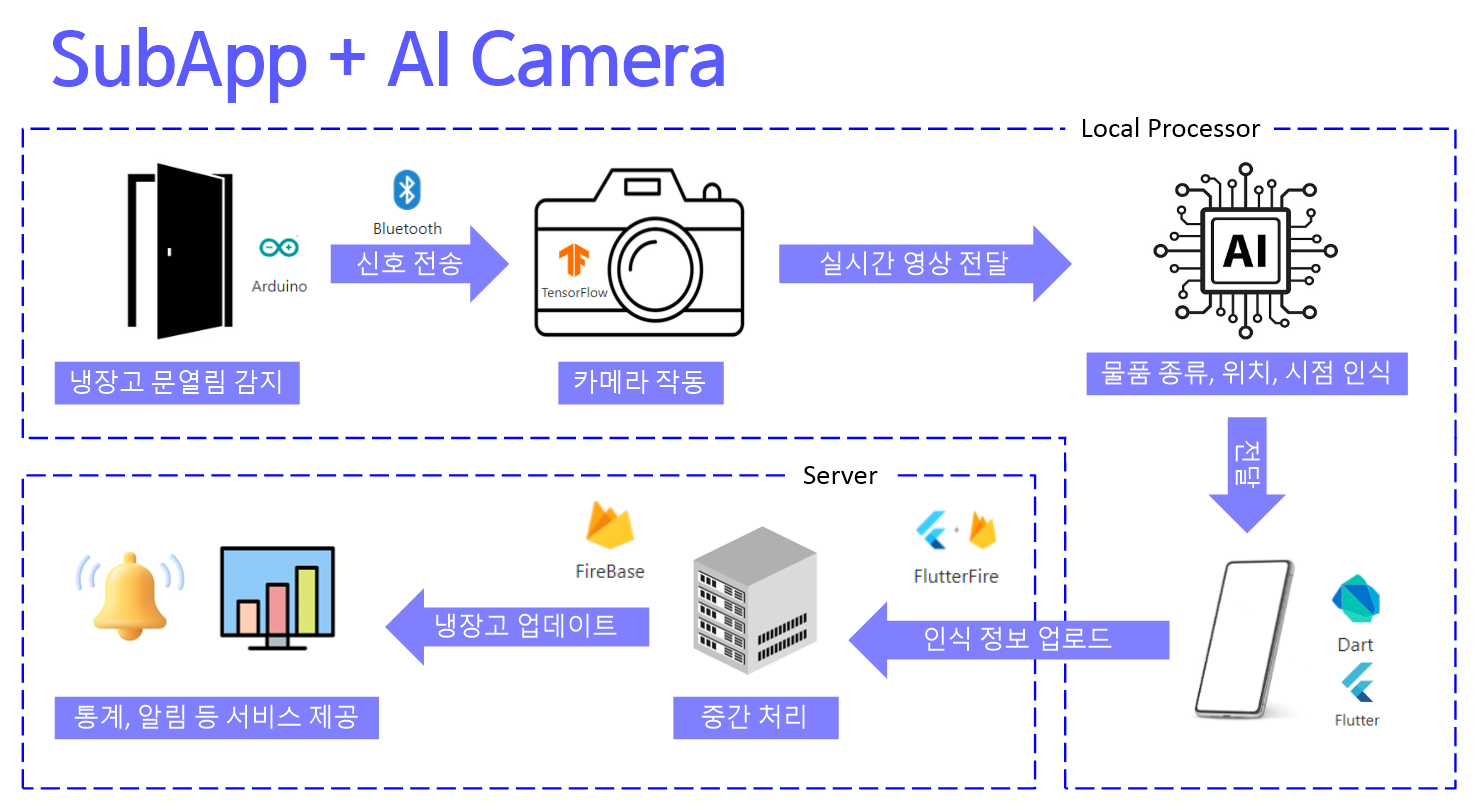 SubApp + AI Camera
Local Processor
Bluetooth
Arduino
신호 전송
TensorFlow
실시간 영상 전달
AI
냉장고 문열림 감지
카메라 작동
물품 종류, 위치, 시점 인식
전달
Server
FireBase
FlutterFire
냉장고 업데이트
인식 정보 업로드
Dart
Flutter
통계, 알림 등 서비스 제공
중간 처리